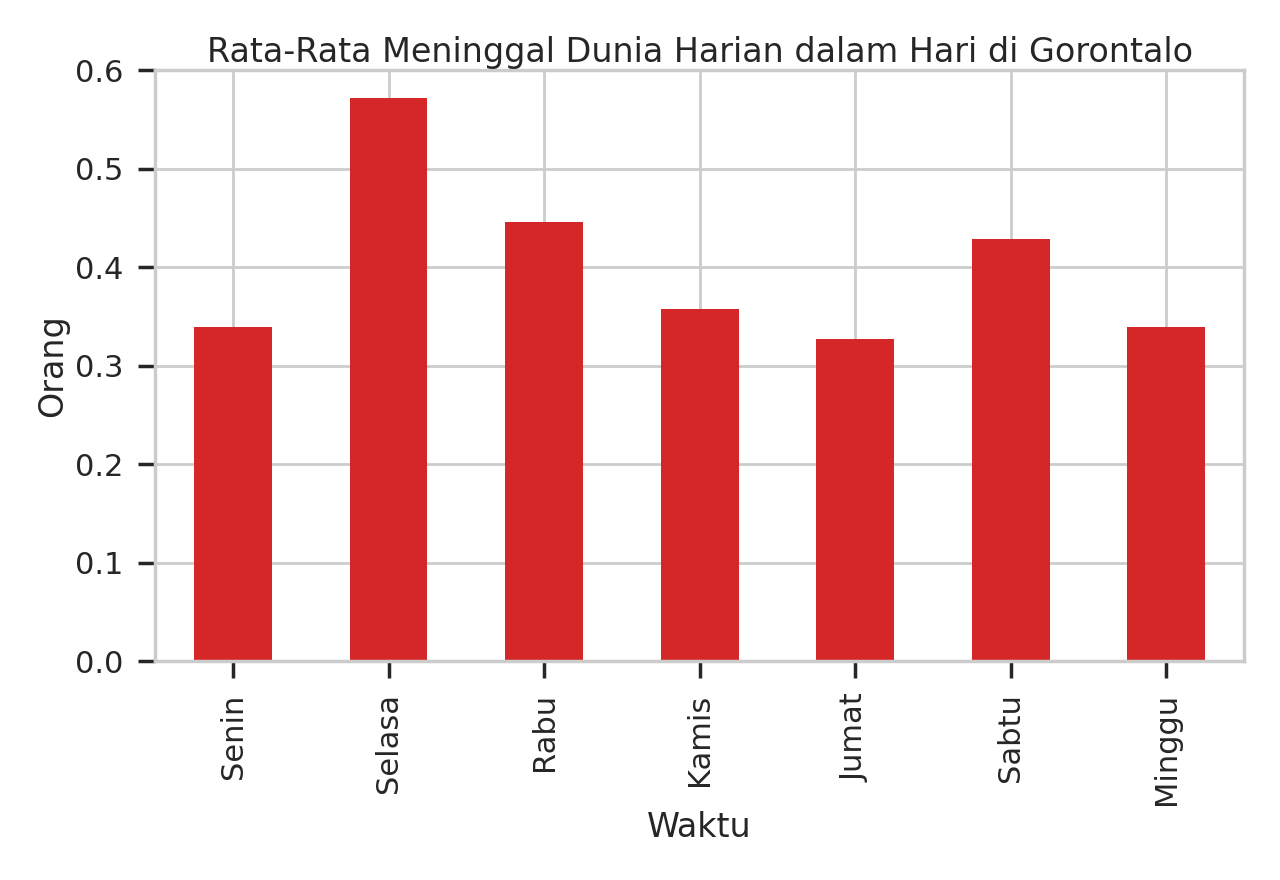 Rata-Rata Meninggal Dunia Harian dalam Hari di Gorontalo
0.6
0.5
0.4
0.3
0.2
0.1
0.0
Orang
Senin
Selasa
Rabu
Kamis
Jumat
Sabtu
Minggu
Waktu